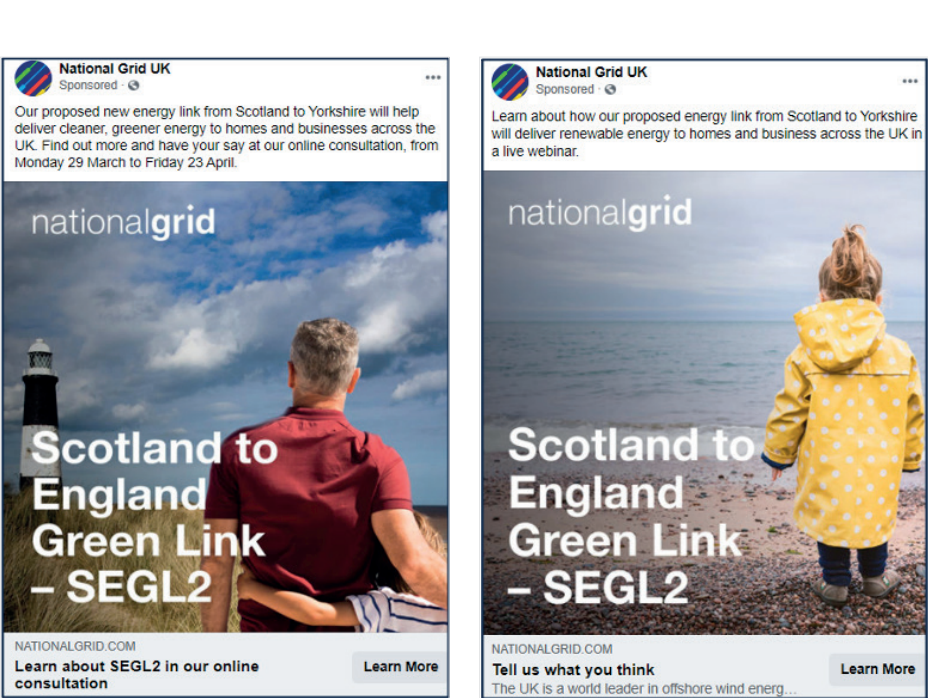 National Grid UK
Sponsored ·
Our proposed new energy link from Scotland to Yorkshire will help
deliver cleaner, greener energy to homes and businesses across the
UK. Find out more and have your say at our online consultation, from
Monday 29 March to Friday 23 April.
nationalgrid
Scotland to
England
Green Link
– SEGL2
NATIONALGRID.COM
Learn about SEGL2 in our online
consultation
Learn More
National Grid UK
Sponsored ·
Learn about how our proposed energy link from Scotland to Yorkshire
will deliver renewable energy to homes and business across the UK in
a live webinar.
nationalgrid
Scotland to
England
Green Link
– SEGL2
NATIONALGRID.COM
Tell us what you think
The UK is a world leader in offshore wind energ...
Learn More